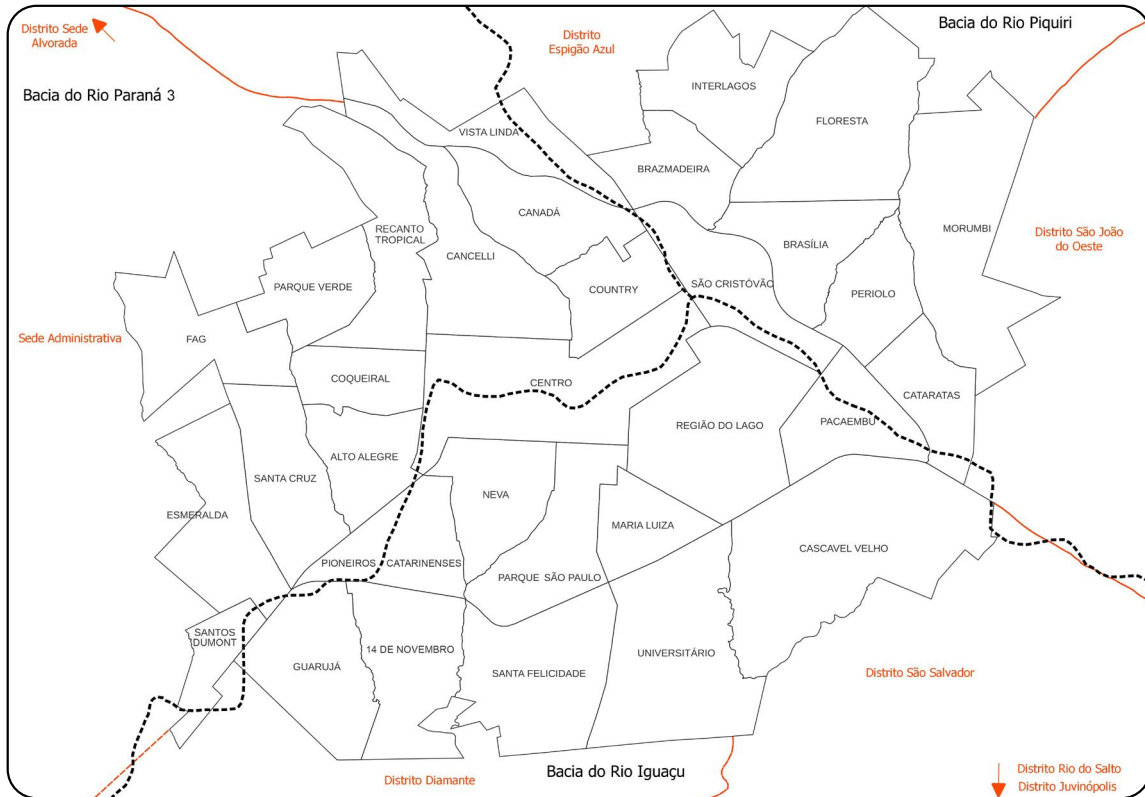 Distrito Sede
Alvorada
Distrito
Espigão Azul
Bacia do Rio Piquiri
Bacia do Rio Paraná 3
INTERLAGOS
FLORESTA
VISTA LINDA
BRAZMADEIRA
CANADÁ
RECANTO
TROPICAL
CANCELLI
BRASÍLIA
MORUMBI
Distrito São João
do Oeste
PARQUE VERDE
COUNTRY
SÃO CRISTÓVÃO
PERIOLO
Sede Administrativa
FAG
COQUEIRAL
CENTRO
CATARATAS
REGIÃO DO LAGO
PACAEMBU
ALTO ALEGRE
SANTA CRUZ
NEVA
ESMERALDA
MARIA LUIZA
CASCAVEL VELHO
PIONEIROS
CATARINENSES
PARQUE SÃO PAULO
SANTOS
DUMONT
GUARUJÁ
14 DE NOVEMBRO
SANTA FELICIDADE
UNIVERSITÁRIO
Distrito São Salvador
Distrito Diamante
Bacia do Rio Iguaçu
Distrito Rio do Salto
Distrito Juvinópolis